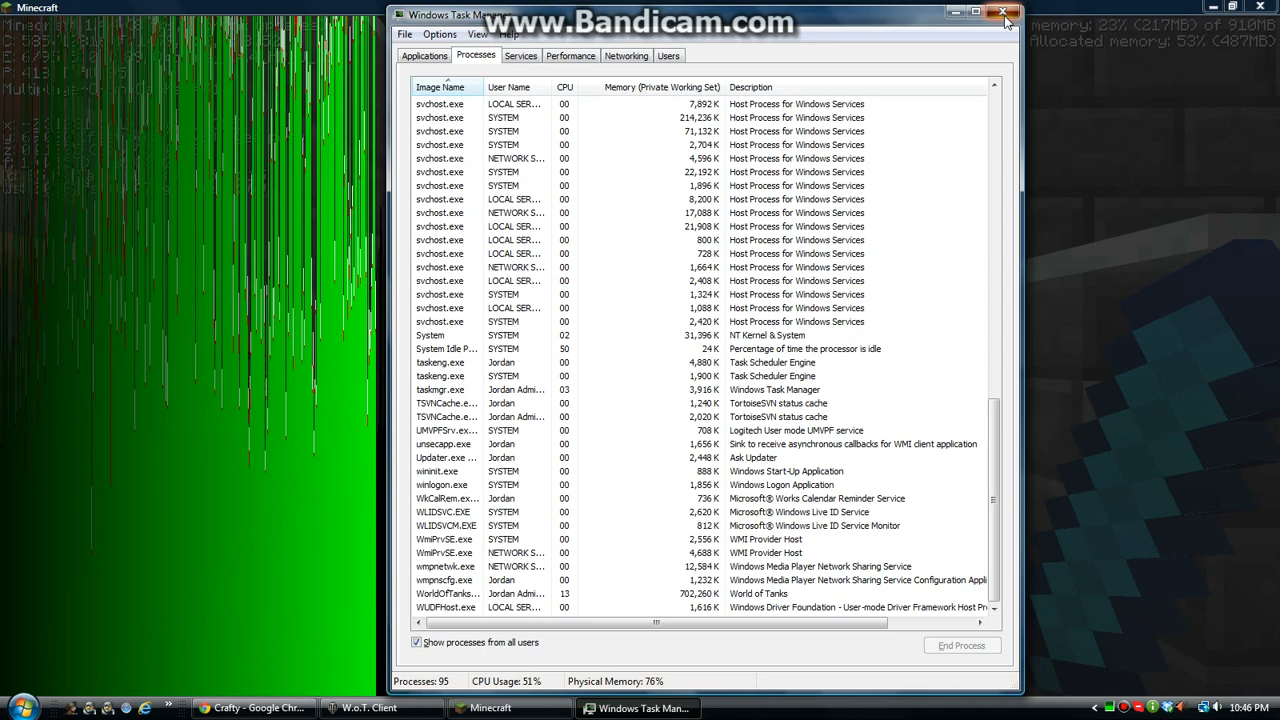 Minecraft
Windows Task Man
www.Bandicam.com
memory: 23% (217MB) of 910MB
Allocated memory: 53% (487MB)
File Options View Help
Applications Processes Services Performance Networking Users
Image Name User Name CPU Memory (Private Working Set) Description
svchost.exe LOCAL SER... 00 7,892 K Host Process for Windows Services
svchost.exe SYSTEM 00 214,236 K Host Process for Windows Services
svchost.exe SYSTEM 00 71,132 K Host Process for Windows Services
svchost.exe SYSTEM 00 2,704 K Host Process for Windows Services
svchost.exe NETWORK S... 00 4,596 K Host Process for Windows Services
svchost.exe SYSTEM 00 22,192 K Host Process for Windows Services
svchost.exe SYSTEM 00 1,896 K Host Process for Windows Services
svchost.exe LOCAL SER... 00 8,200 K Host Process for Windows Services
svchost.exe NETWORK S... 00 17,088 K Host Process for Windows Services
svchost.exe LOCAL SER... 00 21,908 K Host Process for Windows Services
svchost.exe LOCAL SER... 00 800 K Host Process for Windows Services
svchost.exe LOCAL SER... 00 728 K Host Process for Windows Services
svchost.exe NETWORK S... 00 1,664 K Host Process for Windows Services
svchost.exe LOCAL SER... 00 2,408 K Host Process for Windows Services
svchost.exe SYSTEM 00 1,324 K Host Process for Windows Services
svchost.exe LOCAL SER... 00 1,088 K Host Process for Windows Services
svchost.exe SYSTEM 00 2,420 K Host Process for Windows Services
System SYSTEM 02 31,396 K NT Kernel & System
System Idle P... SYSTEM 50 24 K Percentage of time the processor is idle
taskeng.exe Jordan 00 4,880 K Task Scheduler Engine
taskeng.exe SYSTEM 00 1,900 K Task Scheduler Engine
taskmgr.exe Jordan Admi... 03 3,916 K Windows Task Manager
TSVNCache.e... Jordan 00 1,240 K TortoiseSVN status cache
TSVNCache.e... Jordan Admi... 00 2,020 K TortoiseSVN status cache
UMVPFSrv.ex... SYSTEM 00 708 K Logitech User mode UMVPF service
unsecapp.exe Jordan 00 1,656 K Sink to receive asynchronous callbacks for WMI client application
Updater.exe ... Jordan 00 2,448 K Ask Updater
wininit.exe SYSTEM 00 888 K Windows Start-Up Application
winlogon.exe SYSTEM 00 1,856 K Windows Logon Application
WkCalRem.ex... Jordan 00 736 K Microsoft® Works Calendar Reminder Service
WLIDSVC.EXE SYSTEM 00 2,620 K Microsoft® Windows Live ID Service
WLIDSVCM.EXE SYSTEM 00 812 K Microsoft® Windows Live ID Service Monitor
WmiPrvSE.exe SYSTEM 00 2,556 K WMI Provider Host
WmiPrvSE.exe NETWORK S... 00 4,688 K WMI Provider Host
wmpnetwk.exe NETWORK S... 00 12,584 K Windows Media Player Network Sharing Service
wmpnscfg.exe Jordan 00 1,232 K Windows Media Player Network Sharing Service Configuration Appli
WorldOfTanks... Jordan Admi... 13 702,260 K World of Tanks
WUDFHost.exe LOCAL SER... 00 1,616 K Windows Driver Foundation - User-mode Driver Framework Host Pr
Show processes from all users
End Process
Processes: 95 CPU Usage: 51% Physical Memory: 76%
Crafty - Google Chr... W.o.T. Client Minecraft Windows Task Man... 10:46 PM